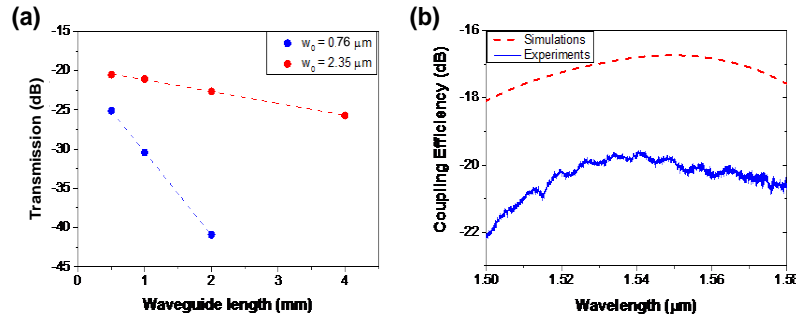 (a)
-15
-20
-25
-30
-35
-40
-45
Transmission (dB)
w0 = 0.76 μm
w0 = 2.35 μm
0
1
2
3
4
Waveguide length (mm)
(b)
-16
-18
-20
-22
Coupling Efficiency (dB)
Simulations
Experiments
1.50
1.52
1.54
1.56
1.58
Wavelength (μm)